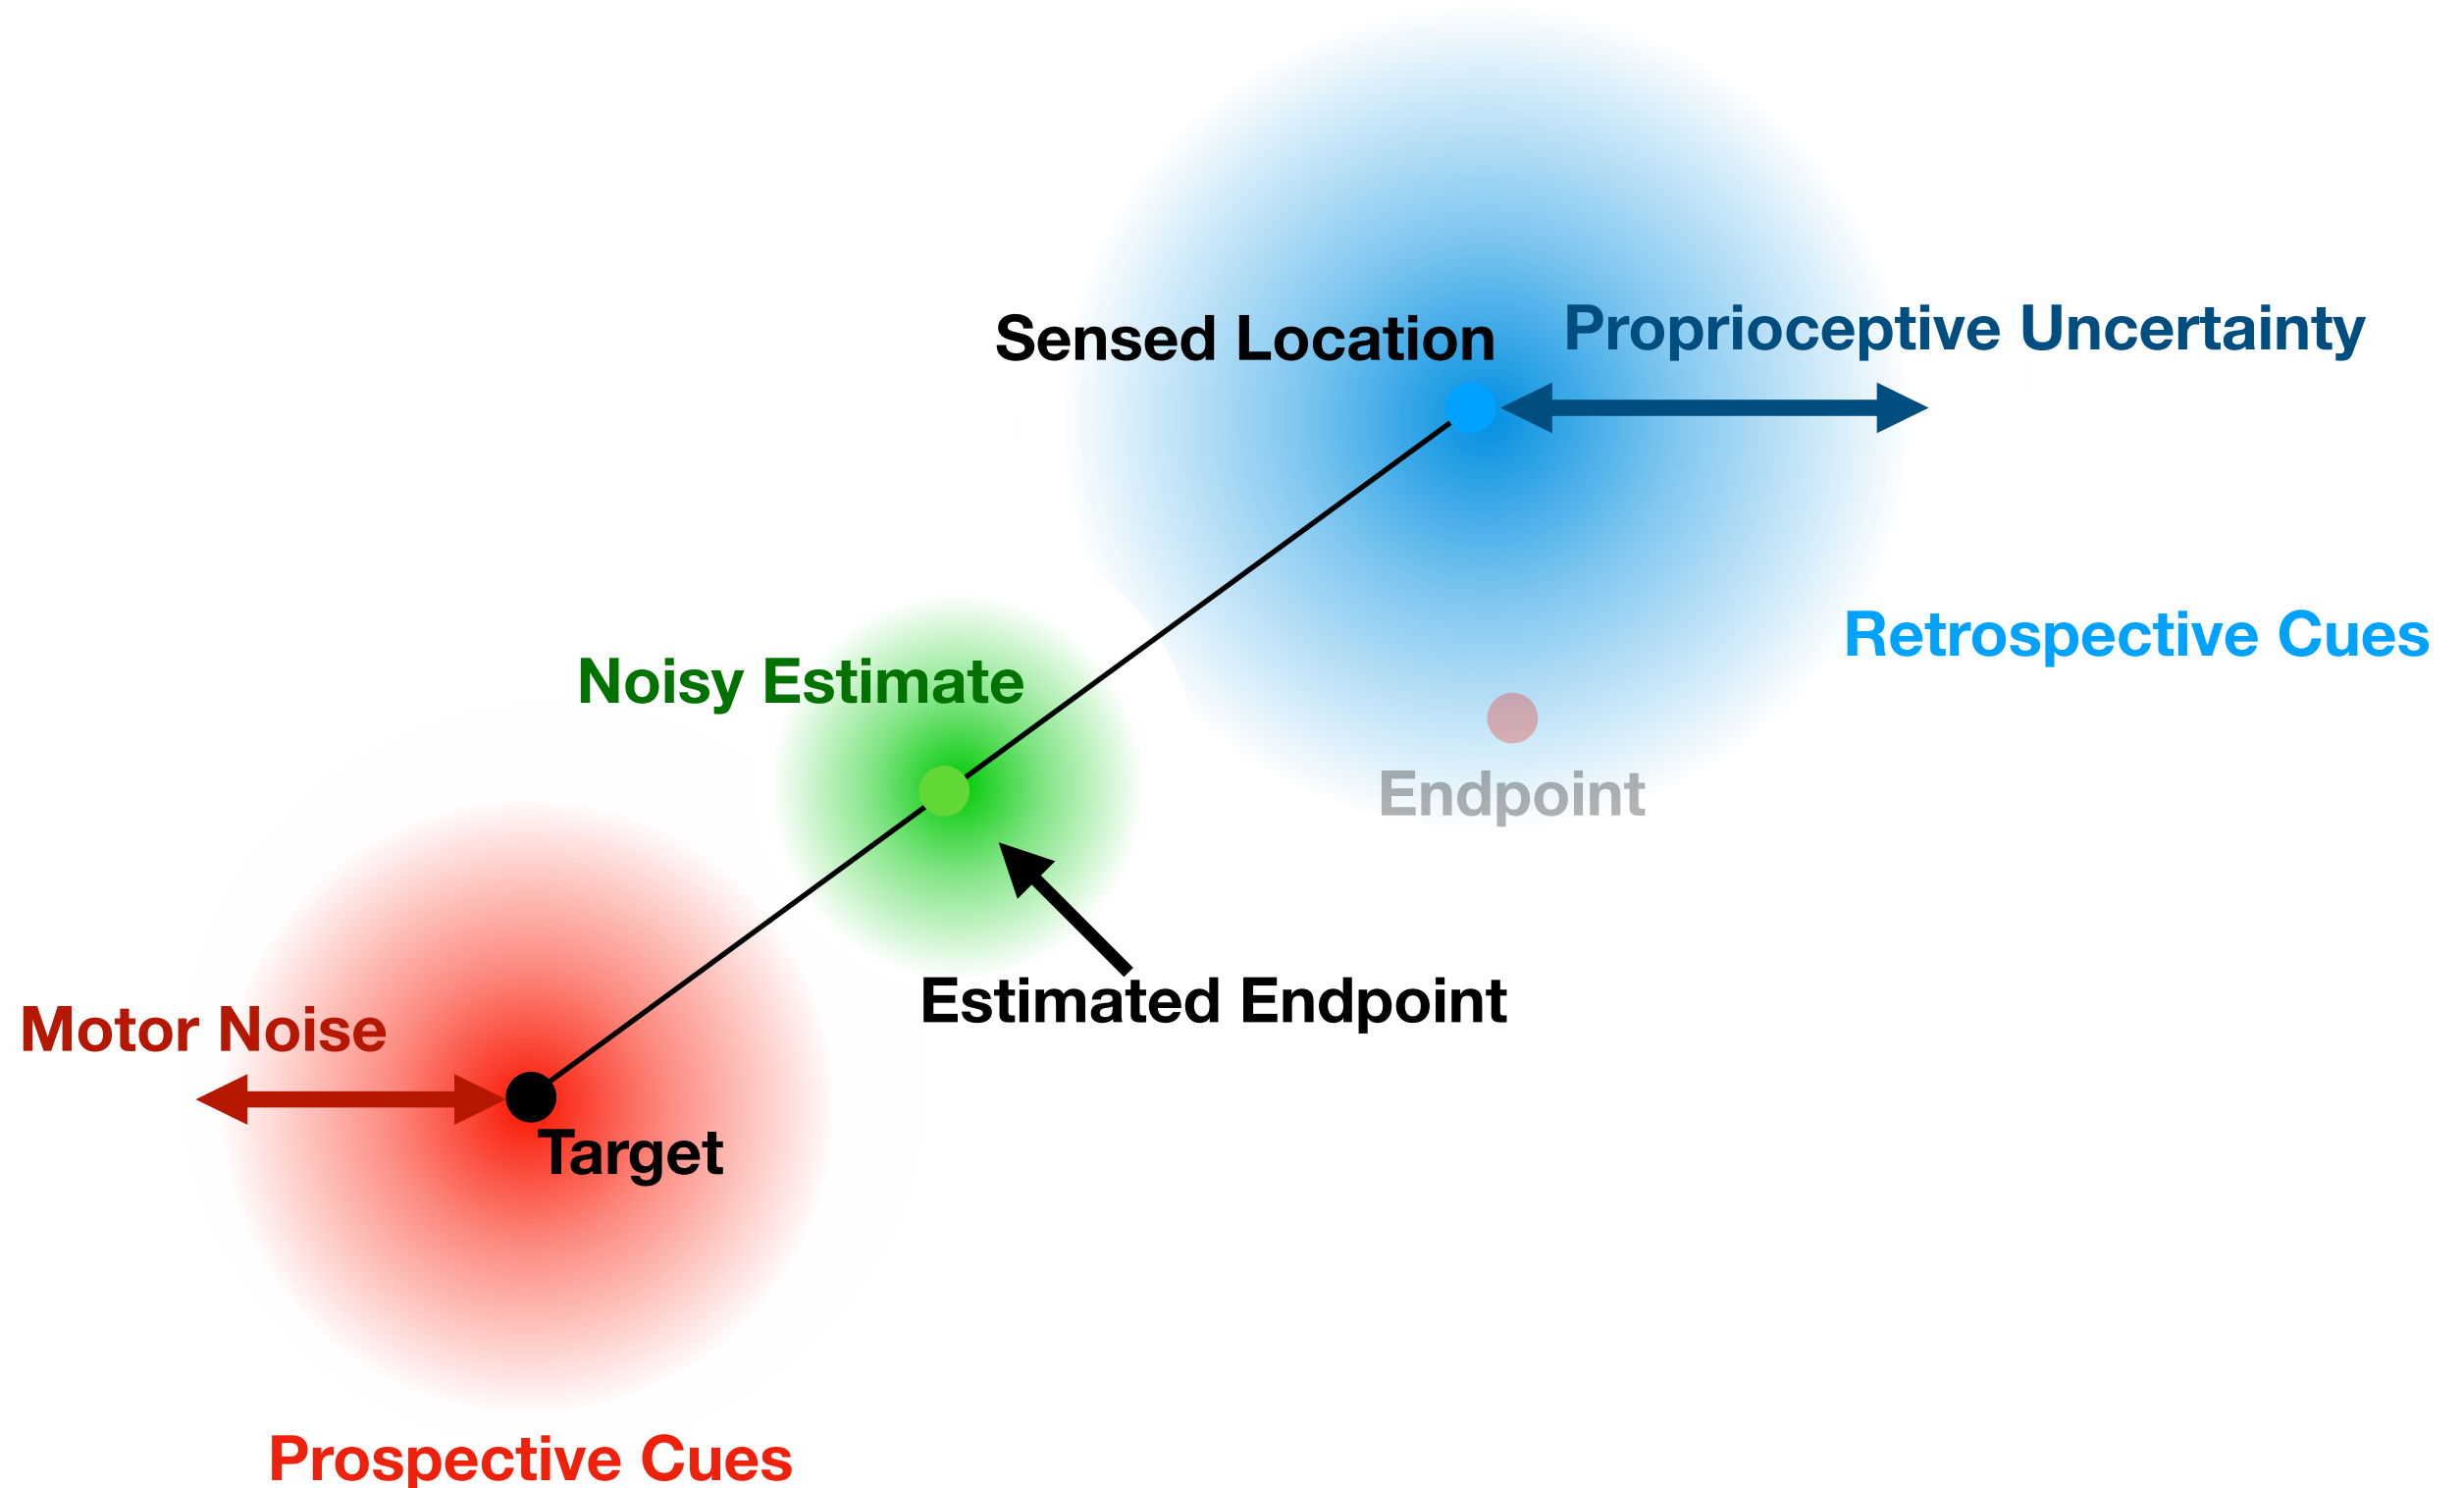 Sensed Location
Proprioceptive Uncertainty
Retrospective Cues
Noisy Estimate
Endpoint
Estimated Endpoint
Motor Noise
Target
Prospective Cues